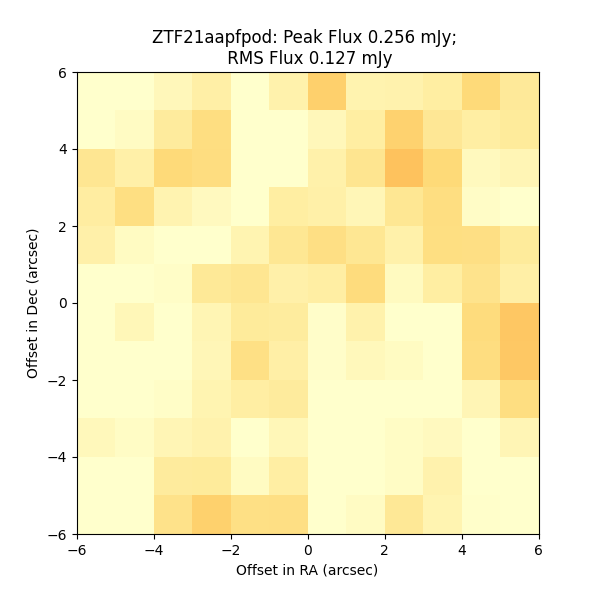 ZTF21aapfpod: Peak Flux 0.256 mJy;
RMS Flux 0.127 mJy
6
4
2
0
−2
−4
−6
Offset in Dec (arcsec)
−6 −4 −2 0 2 4 6
Offset in RA (arcsec)